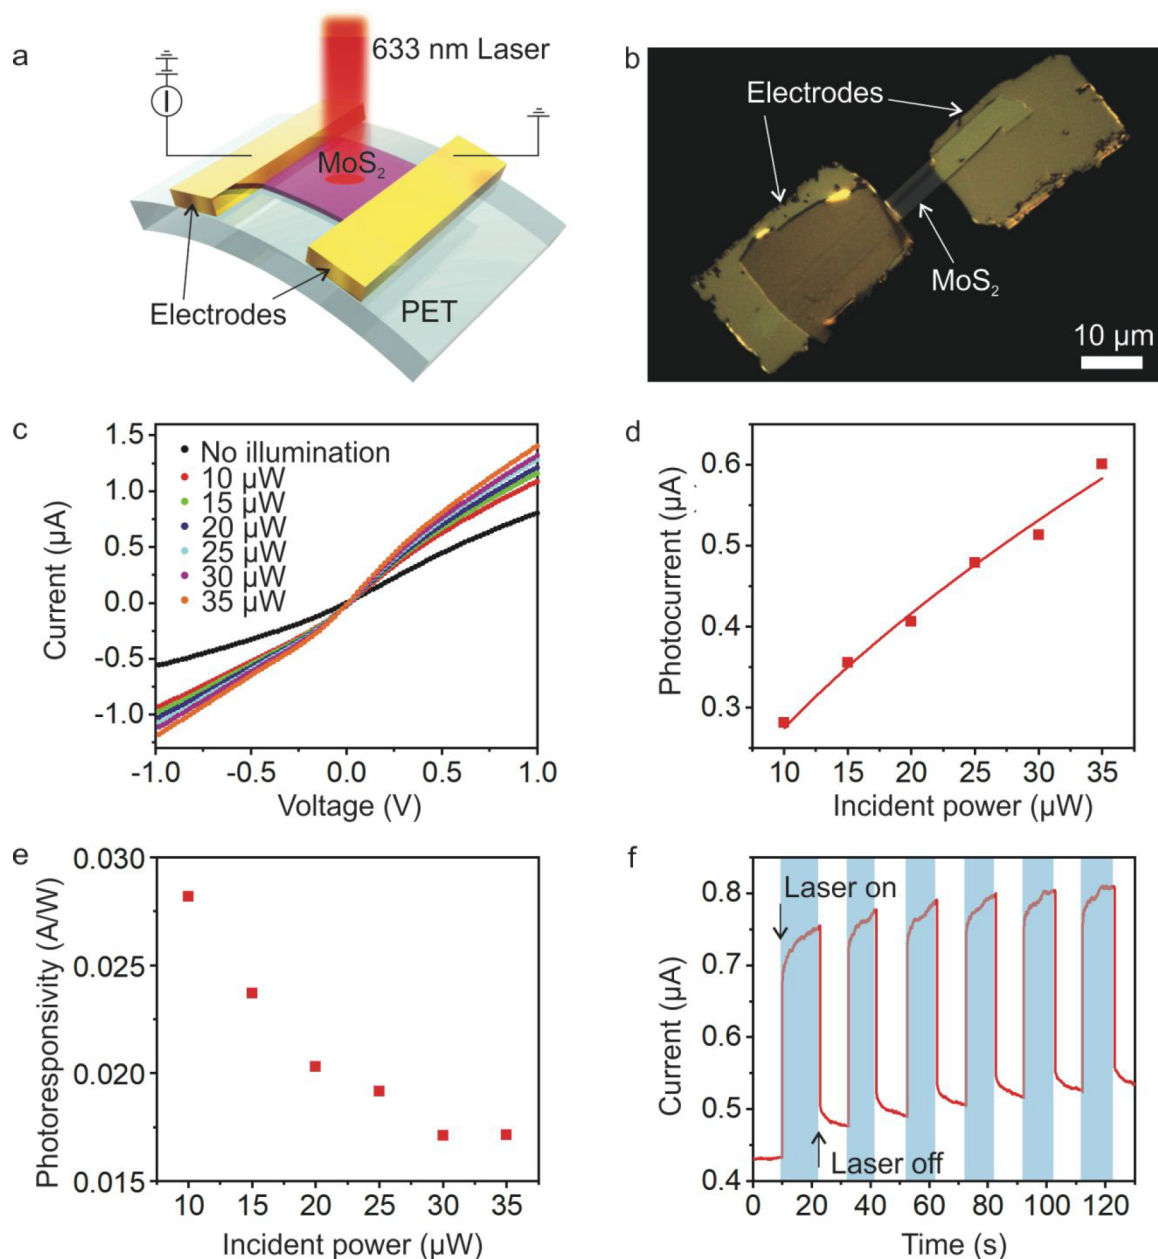 a
633 nm Laser
I
MoS2
Electrodes
PET
b
Electrodes
MoS2
10 µm
c
1.5
1.0
0.5
0.0
-0.5
-1.0
Current (µA)
No illumination
10 µW
15 µW
20 µW
25 µW
30 µW
35 µW
-1.0 -0.5 0.0 0.5 1.0
Voltage (V)
d
0.6
0.5
0.4
0.3
Photocurrent (µA)
10 15 20 25 30 35
Incident power (µW)
e
0.030
0.025
0.020
0.015
Photoresponsivity (A/W)
10 15 20 25 30 35
Incident power (µW)
f
0.8
0.7
0.6
0.5
0.4
Current (µA)
Laser on
Laser off
0 20 40 60 80 100 120
Time (s)